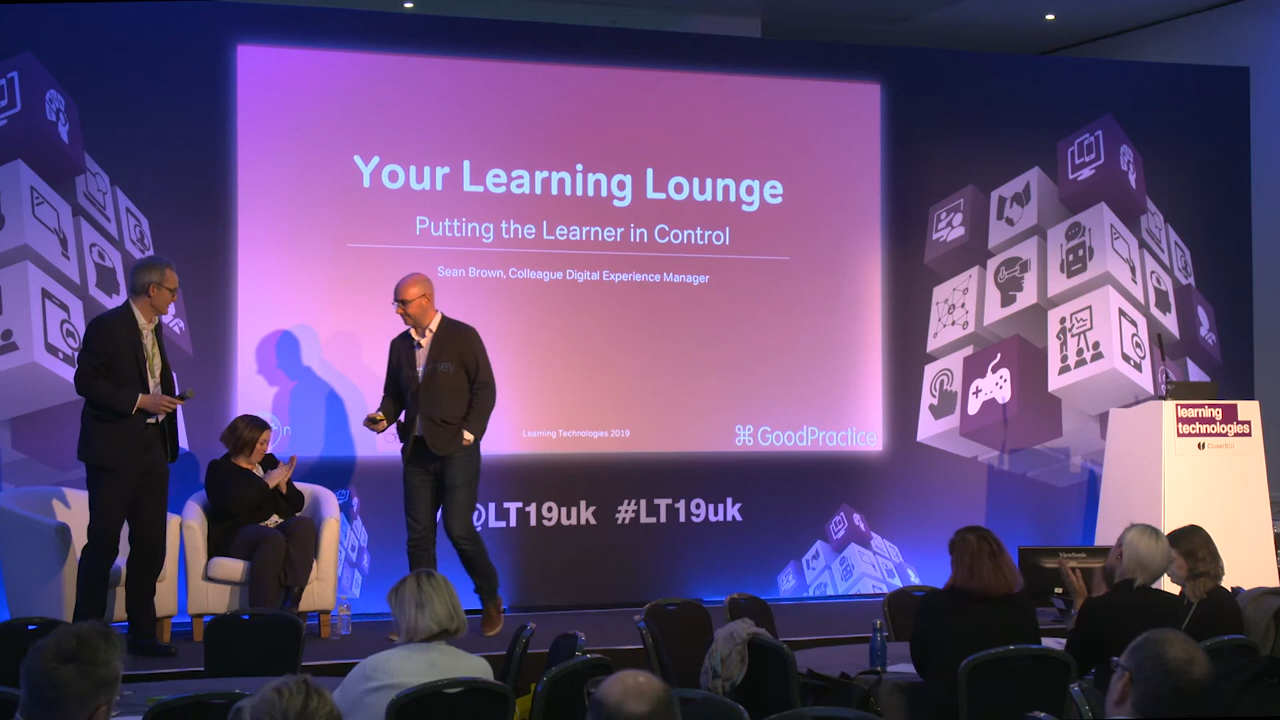 Your Learning Lounge
Putting the Learner in Control
Sean Brown, Colleague Digital Experience Manager
Learning Technologies 2019
GoodPractice
@LT19uk #LT19uk
learning
technologies
ViewSonic